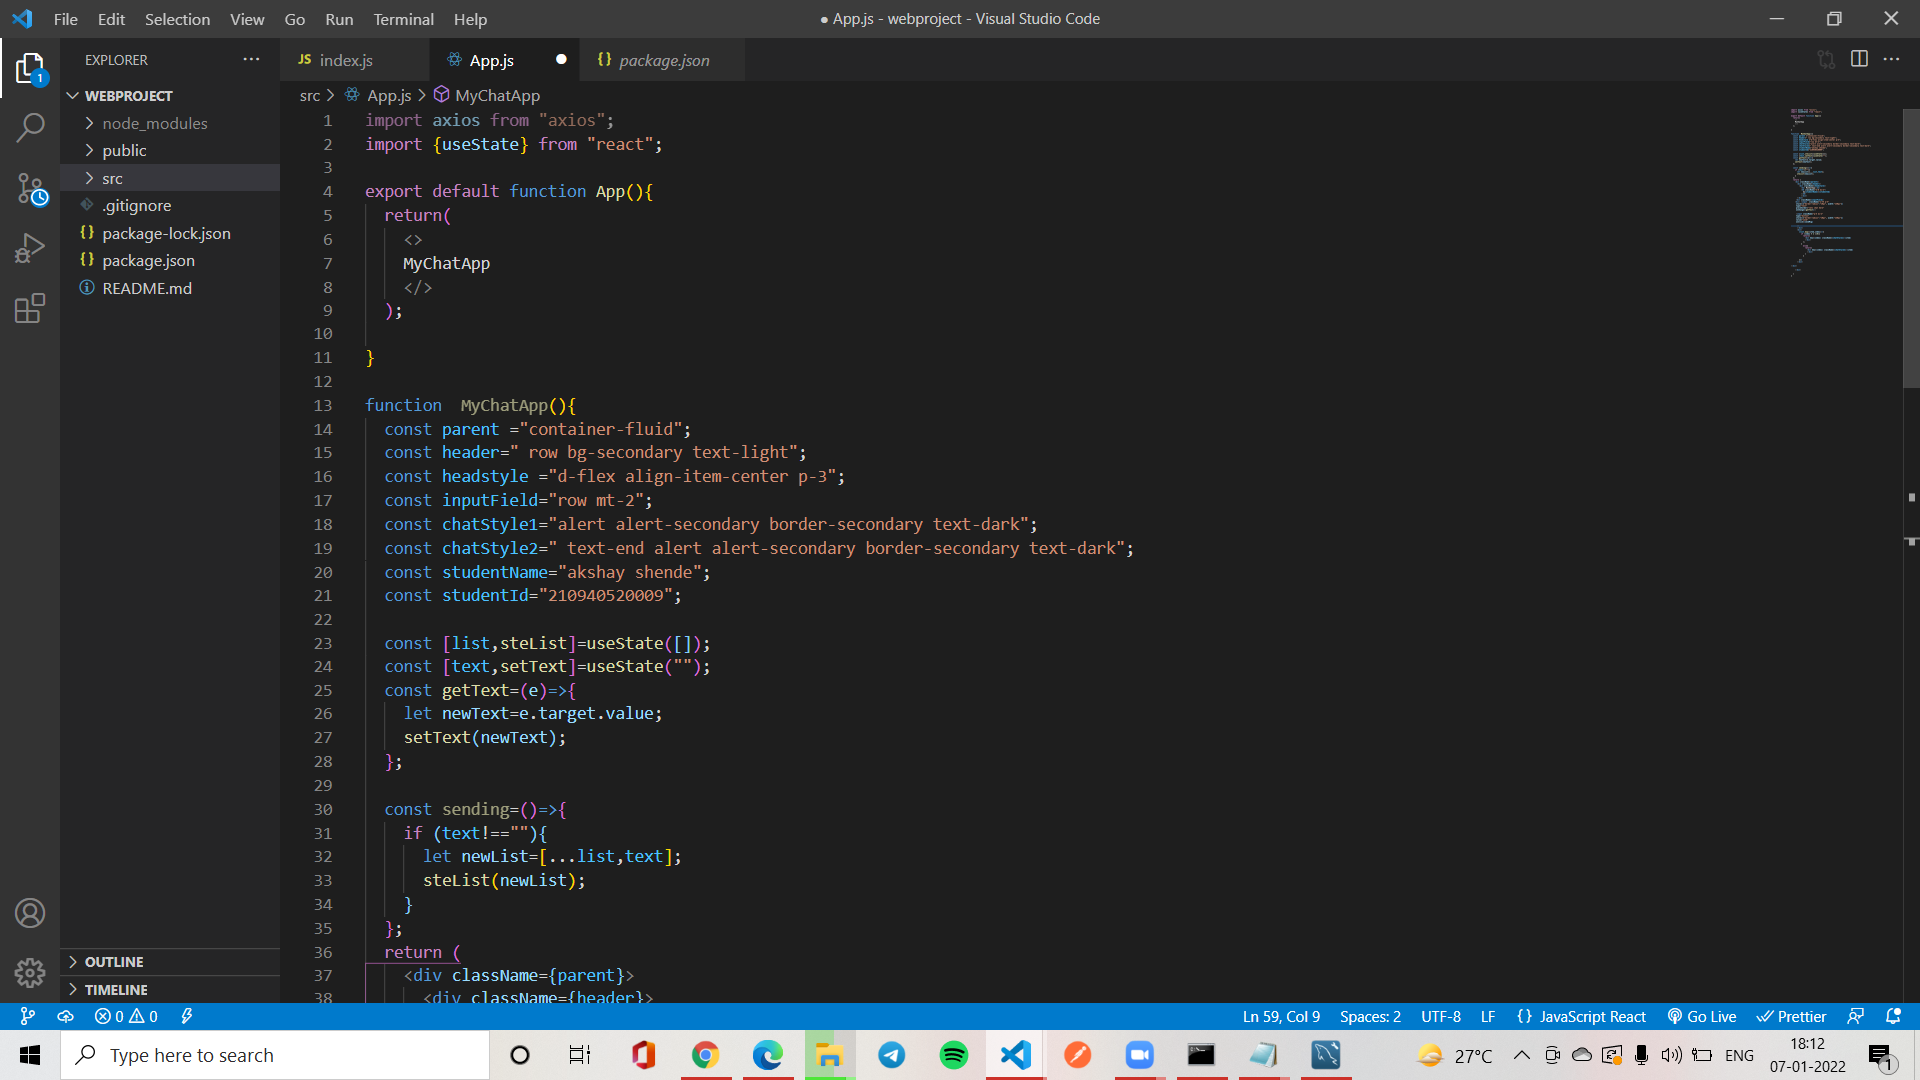 File Edit Selection View Go Run Terminal Help
● App.js - webproject - Visual Studio Code
EXPLORER
JS index.js
App.js
{} package.json
src > App.js > MyChatApp
WEBPROJECT
node_modules
public
src
.gitignore
{} package-lock.json
{} package.json
README.md
OUTLINE
TIMELINE
1 import axios from "axios";
2 import {useState} from "react";
3
4 export default function App(){
5 return(
6 <>
7 MyChatApp
8 </>
9 );
10
11 }
12
13 function  MyChatApp(){
14 const parent ="container-fluid";
15 const header=" row bg-secondary text-light";
16 const headstyle ="d-flex align-item-center p-3";
17 const inputField="row mt-2";
18 const chatStyle1="alert alert-secondary border-secondary text-dark";
19 const chatStyle2=" text-end alert alert-secondary border-secondary text-dark";
20 const studentName="akshay shende";
21 const studentId="210940520009";
22
23 const [list,steList]=useState([]);
24 const [text,setText]=useState("");
25 const getText=(e)=>{
26 let newText=e.target.value;
27 setText(newText);
28 };
29
30 const sending=()=>{
31 if (text!==""){
32 let newList=[...list,text];
33 steList(newList);
34 }
35 };
36 return (
37 <div className={parent}>
38 <div className={header}>
0 0
Ln 59, Col 9 Spaces: 2 UTF-8 LF {} JavaScript React Go Live Prettier
Type here to search
27°C ENG
18:12
07-01-2022
1
1